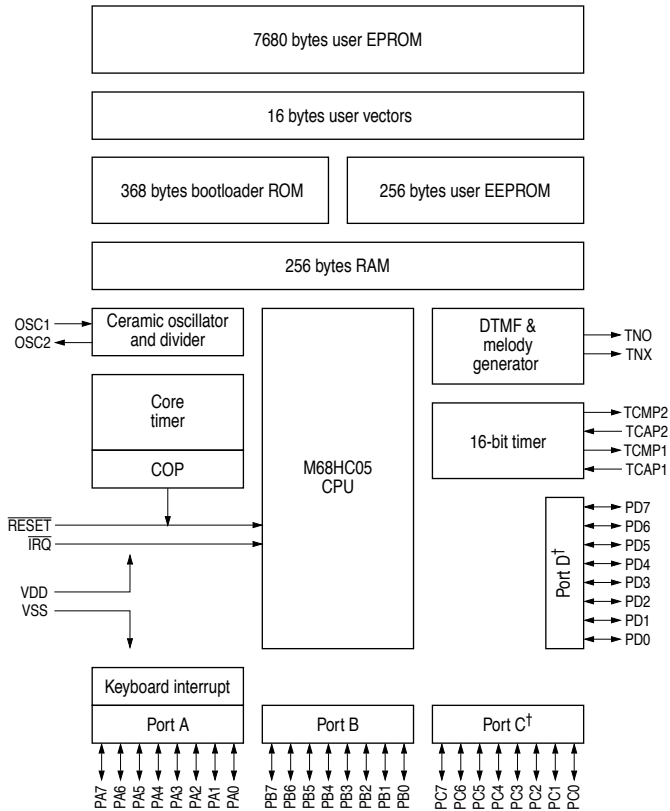 7680 bytes user EPROM
16 bytes user vectors
368 bytes bootloader ROM
256 bytes user EEPROM
256 bytes RAM
OSC1
OSC2
Ceramic oscillator
and divider
DTMF &
melody
generator
TNO
TNX
Core
timer
COP
M68HC05
CPU
16-bit timer
TCMP2
TCAP2
TCMP1
TCAP1
RESET
IRQ
VDD
VSS
Port D†
PD7
PD6
PD5
PD4
PD3
PD2
PD1
PD0
Keyboard interrupt
Port A
Port B
Port C†
PA7
PA6
PA5
PA4
PA3
PA2
PA1
PA0
PB7
PB6
PB5
PB4
PB3
PB2
PB1
PB0
PC7
PC6
PC5
PC4
PC3
PC2
PC1
PC0